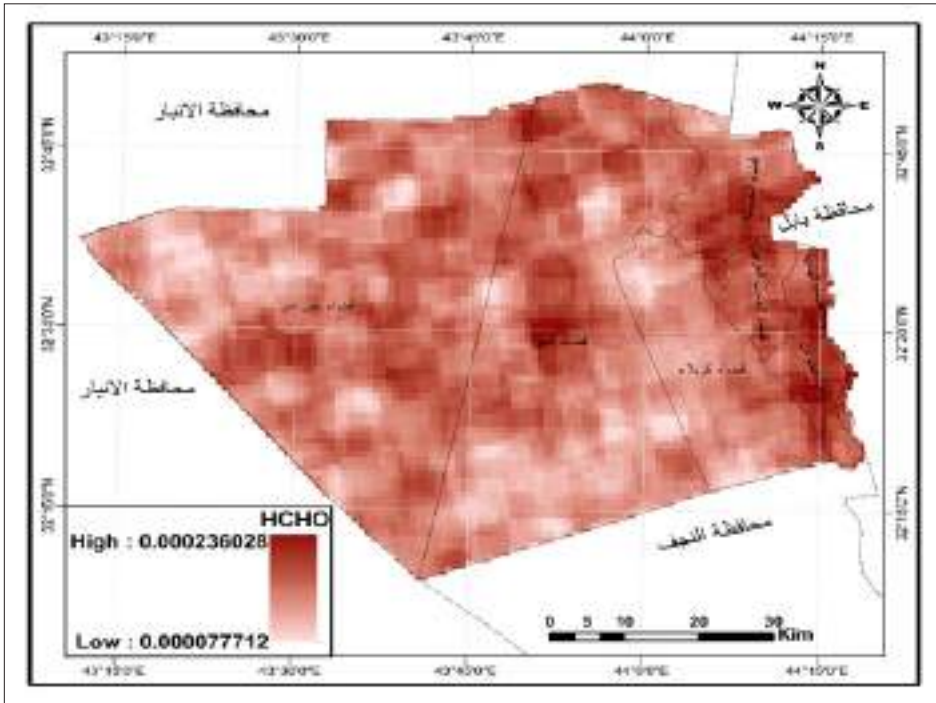 43°15'0"E 43°30'0"E 43°45'0"E 44°0'0"E 44°15'0"E
N
W E
S
محافظة الانبار
32°45'0"N 32°45'0"N
محافظة بابل
32°30'0"N 32°30'0"N
قضاء كربلاء
محافظة الانبار
32°15'0"N 32°15'0"N
محافظة النجف
HCHO
High : 0.000236028
Low : 0.000077712
0 5 10 20 30
Kim
43°15'0"E 43°30'0"E 43°45'0"E 44°0'0"E 44°15'0"E